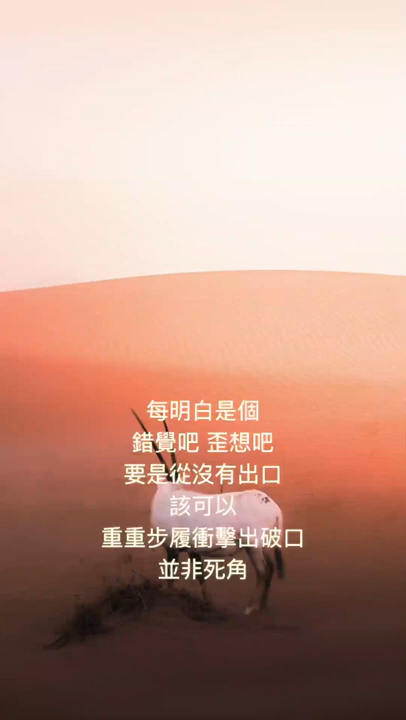 每明白是個
錯覺吧 歪想吧
要是從沒有出口
該可以
重重步履衝擊出破口
並非死角